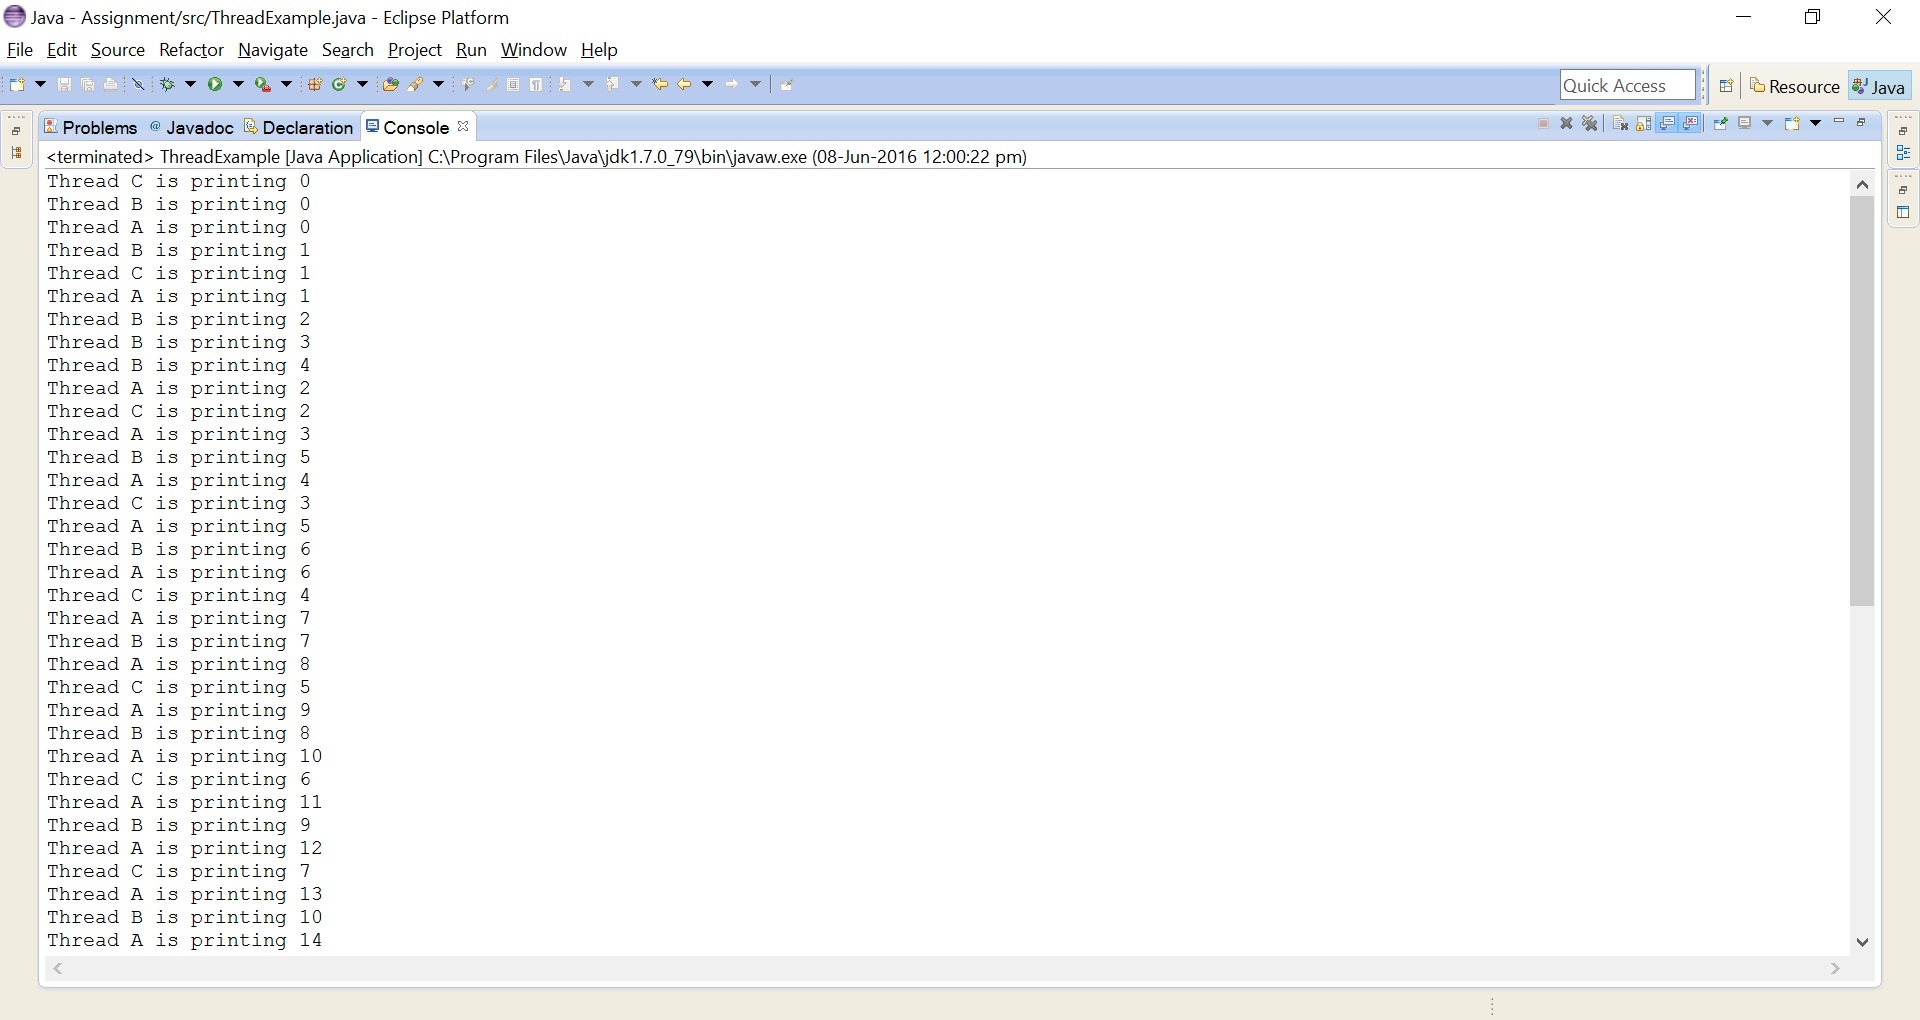 Java - Assignment/src/ThreadExample.java - Eclipse Platform
File Edit Source Refactor Navigate Search Project Run Window Help
Quick Access Resource Java
Problems @ Javadoc Declaration Console
<terminated> ThreadExample [Java Application] C:\Program Files\Java\jdk1.7.0_79\bin\javaw.exe (08-Jun-2016 12:00:22 pm)
Thread C is printing 0
Thread B is printing 0
Thread A is printing 0
Thread B is printing 1
Thread C is printing 1
Thread A is printing 1
Thread B is printing 2
Thread B is printing 3
Thread B is printing 4
Thread A is printing 2
Thread C is printing 2
Thread A is printing 3
Thread B is printing 5
Thread A is printing 4
Thread C is printing 3
Thread A is printing 5
Thread B is printing 6
Thread A is printing 6
Thread C is printing 4
Thread A is printing 7
Thread B is printing 7
Thread A is printing 8
Thread C is printing 5
Thread A is printing 9
Thread B is printing 8
Thread A is printing 10
Thread C is printing 6
Thread A is printing 11
Thread B is printing 9
Thread A is printing 12
Thread C is printing 7
Thread A is printing 13
Thread B is printing 10
Thread A is printing 14